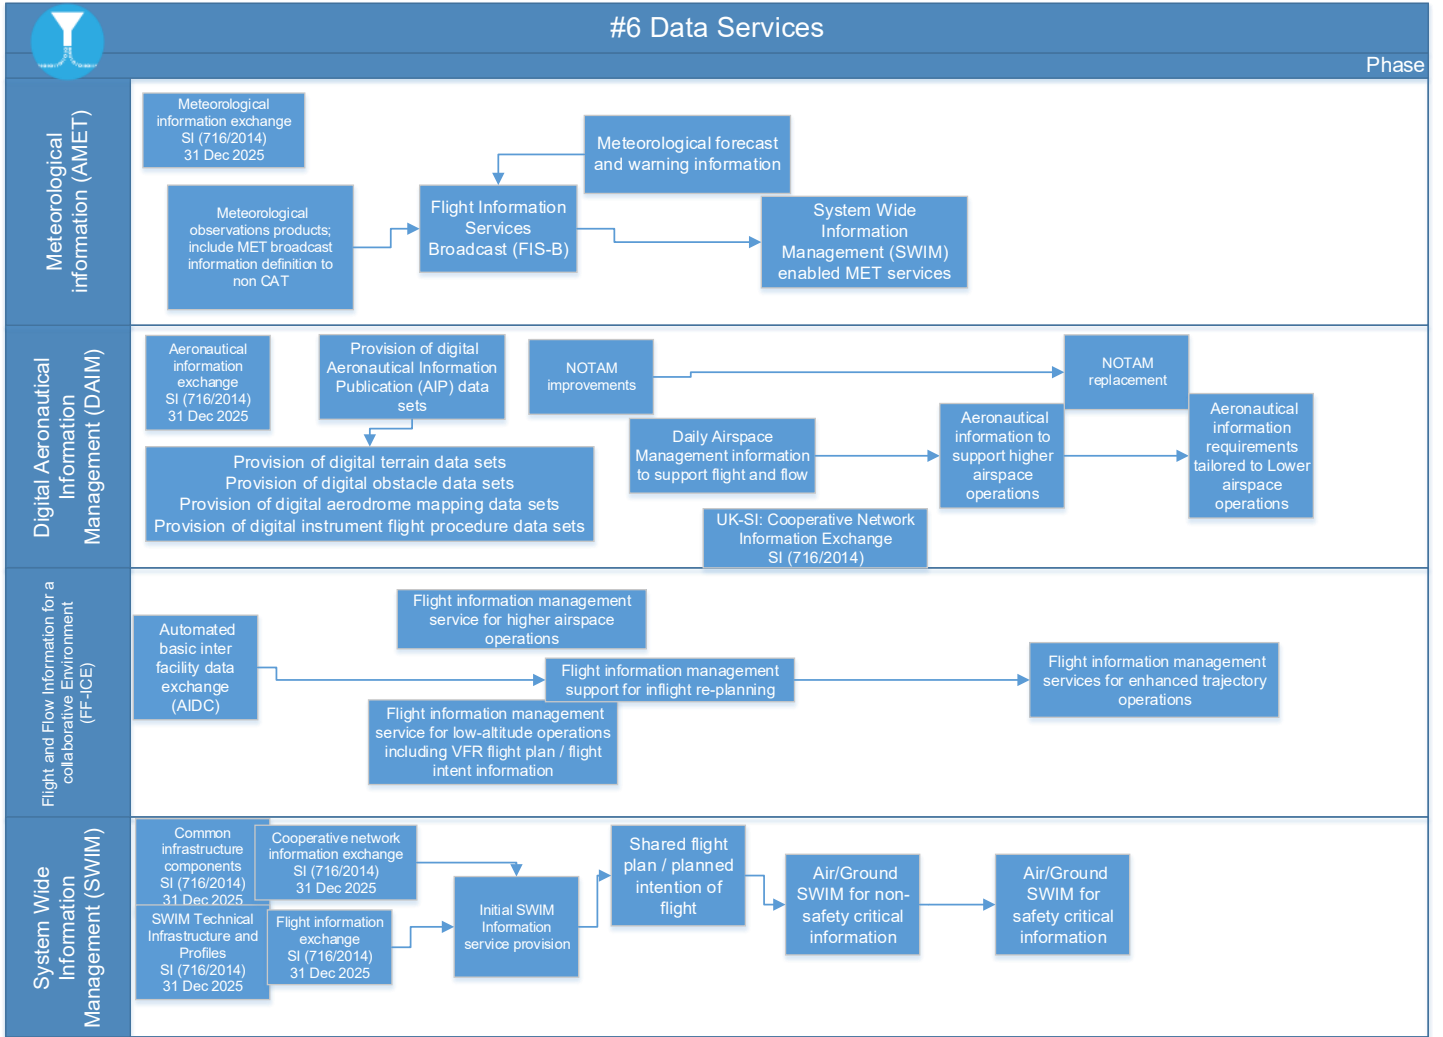 #6 Data Services
Phase
Meteorological
information (AMET)
Meteorological
information exchange
SI (716/2014)
31 Dec 2025
Meteorological
observations products;
include MET broadcast
information definition to
non CAT
Flight Information
Services
Broadcast (FIS-B)
Meteorological forecast
and warning information
System Wide
Information
Management (SWIM)
enabled MET services
Digital Aeronautical
Information
Management (DAIM)
Aeronautical
information
exchange
SI (716/2014)
31 Dec 2025
Provision of digital
Aeronautical Information
Publication (AIP) data
sets
Provision of digital terrain data sets
Provision of digital obstacle data sets
Provision of digital aerodrome mapping data sets
Provision of digital instrument flight procedure data sets
NOTAM
improvements
Daily Airspace
Management information
to support flight and flow
UK-SI: Cooperative Network
Information Exchange
SI (716/2014)
Aeronautical
information to
support higher
airspace
operations
NOTAM
replacement
Aeronautical
information
requirements
tailored to Lower
airspace
operations
Flight and Flow Information for a
collaborative Environment
(FF-ICE)
Automated
basic inter
facility data
exchange
(AIDC)
Flight information management
service for higher airspace
operations
Flight information management
support for inflight re-planning
Flight information management
service for low-altitude operations
including VFR flight plan / flight
intent information
Flight information management
services for enhanced trajectory
operations
System Wide
Information
Management (SWIM)
Common
infrastructure
components
SI (716/2014)
31 Dec 2025
SWIM Technical
Infrastructure and
Profiles
SI (716/2014)
31 Dec 2025
Cooperative network
information exchange
SI (716/2014)
31 Dec 2025
Flight information
exchange
SI (716/2014)
31 Dec 2025
Initial SWIM
Information
service provision
Shared flight
plan / planned
intention of
flight
Air/Ground
SWIM for non-
safety critical
information
Air/Ground
SWIM for
safety critical
information